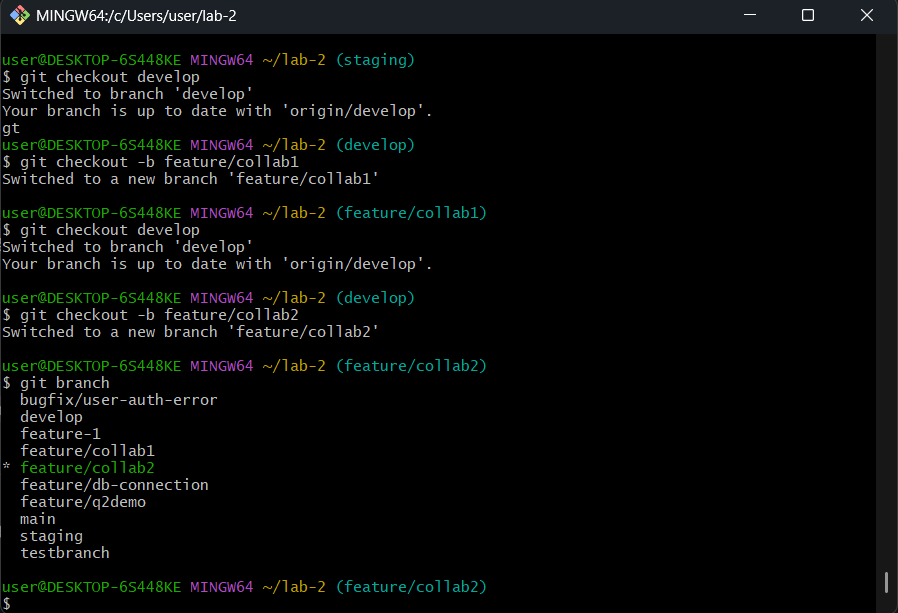 MINGW64:/c/Users/user/lab-2
user@DESKTOP-6S448KE MINGW64 ~/lab-2 (staging)
$ git checkout develop
Switched to branch 'develop'
Your branch is up to date with 'origin/develop'.
gt
user@DESKTOP-6S448KE MINGW64 ~/lab-2 (develop)
$ git checkout -b feature/collab1
Switched to a new branch 'feature/collab1'
user@DESKTOP-6S448KE MINGW64 ~/lab-2 (feature/collab1)
$ git checkout develop
Switched to branch 'develop'
Your branch is up to date with 'origin/develop'.
user@DESKTOP-6S448KE MINGW64 ~/lab-2 (develop)
$ git checkout -b feature/collab2
Switched to a new branch 'feature/collab2'
user@DESKTOP-6S448KE MINGW64 ~/lab-2 (feature/collab2)
$ git branch
  bugfix/user-auth-error
  develop
  feature-1
  feature/collab1
* feature/collab2
  feature/db-connection
  feature/q2demo
  main
  staging
  testbranch
user@DESKTOP-6S448KE MINGW64 ~/lab-2 (feature/collab2)
$